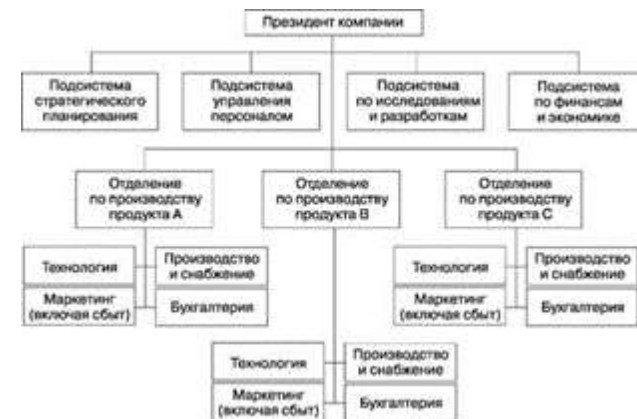 Президент компании
Подсистема
стратегического
планирования
Подсистема
управления
персоналом
Подсистема
по исследованиям
и разработкам
Подсистема
по финансам
и экономике
Отделение
по производству
продукта А
Отделение
по производству
продукта В
Отделение
по производству
продукта С
Технология
Производство
и снабжение
Маркетинг
(включая сбыт)
Бухгалтерия
Технология
Производство
и снабжение
Маркетинг
(включая сбыт)
Бухгалтерия
Технология
Производство
и снабжение
Маркетинг
(включая сбыт)
Бухгалтерия